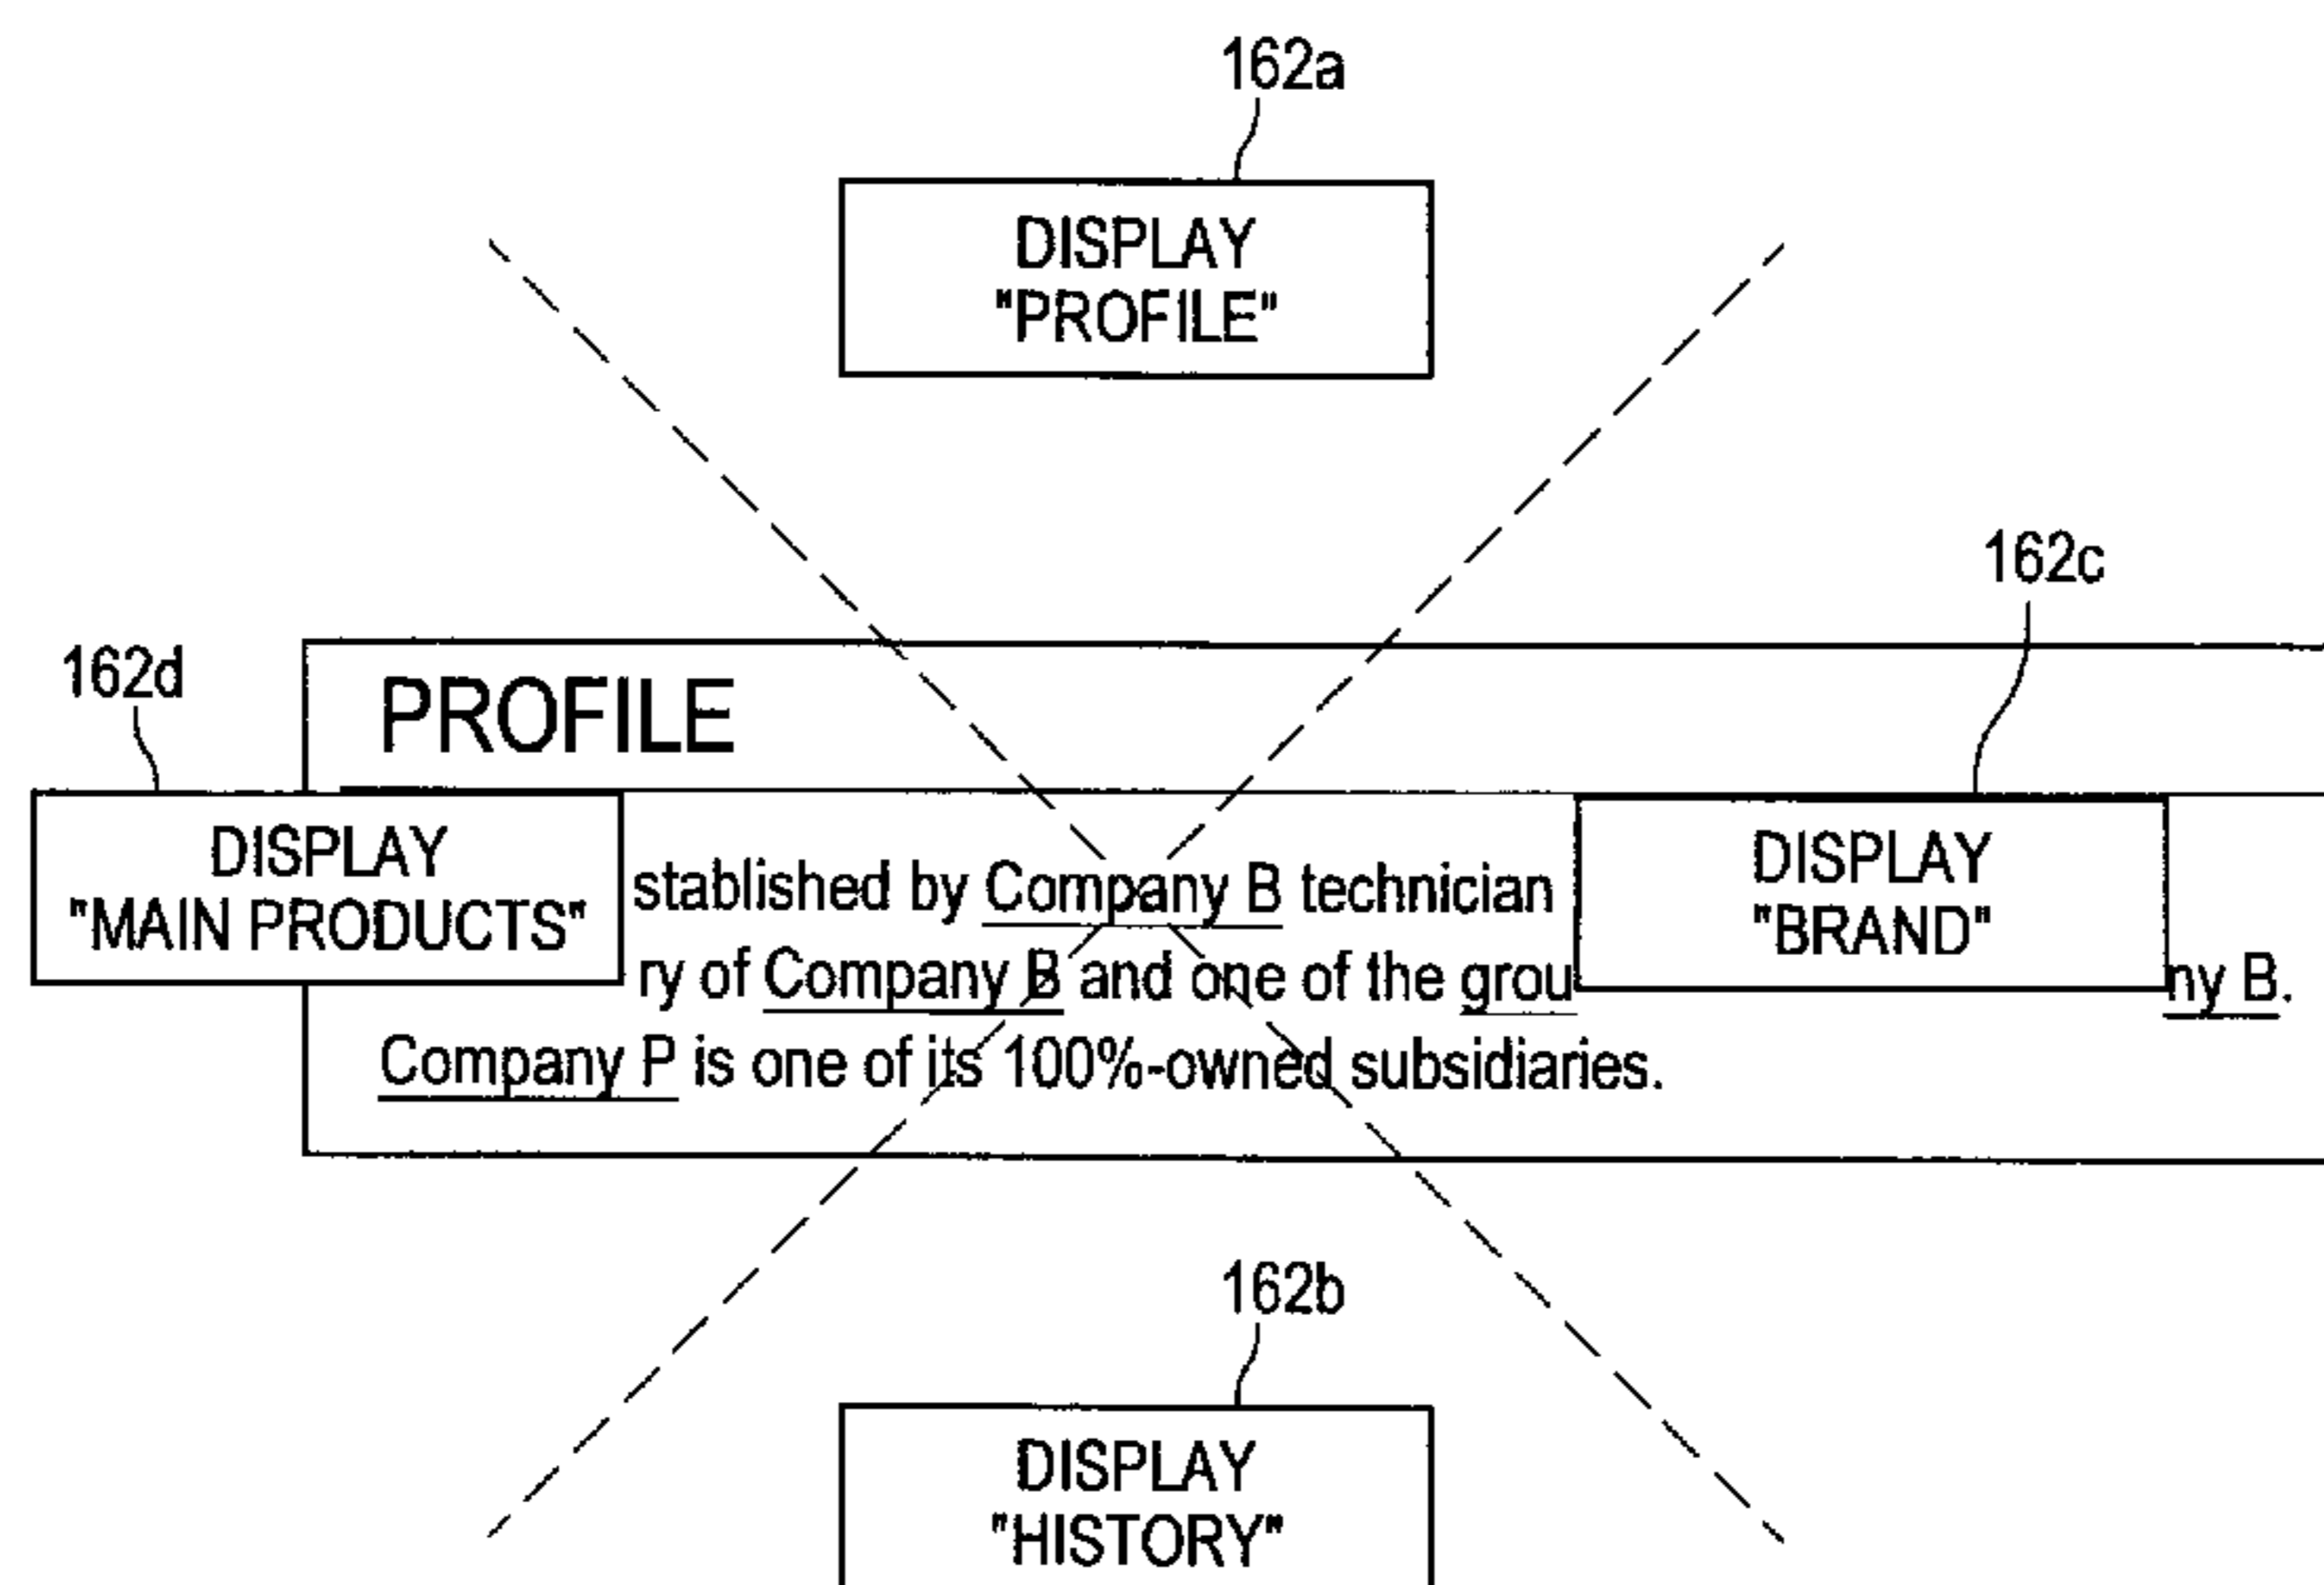 162a
DISPLAY
"PROFILE"
162c
162d
PROFILE
DISPLAY
"MAIN PRODUCTS"
DISPLAY
"BRAND"
stablished by Company B technician
ry of Company B and one of the grou ny B.
Company P is one of its 100%-owned subsidiaries.
162b
DISPLAY
"HISTORY"